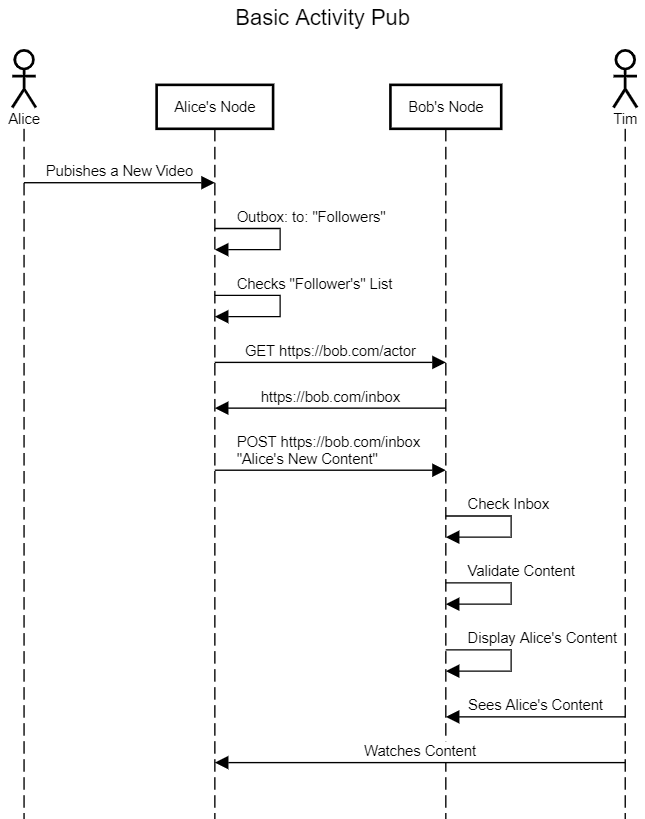 Basic Activity Pub
Alice
Alice's Node
Bob's Node
Tim
Pubishes a New Video
Outbox: to: "Followers"
Checks "Follower's" List
GET https://bob.com/actor
https://bob.com/inbox
POST https://bob.com/inbox
"Alice's New Content"
Check Inbox
Validate Content
Display Alice's Content
Sees Alice's Content
Watches Content